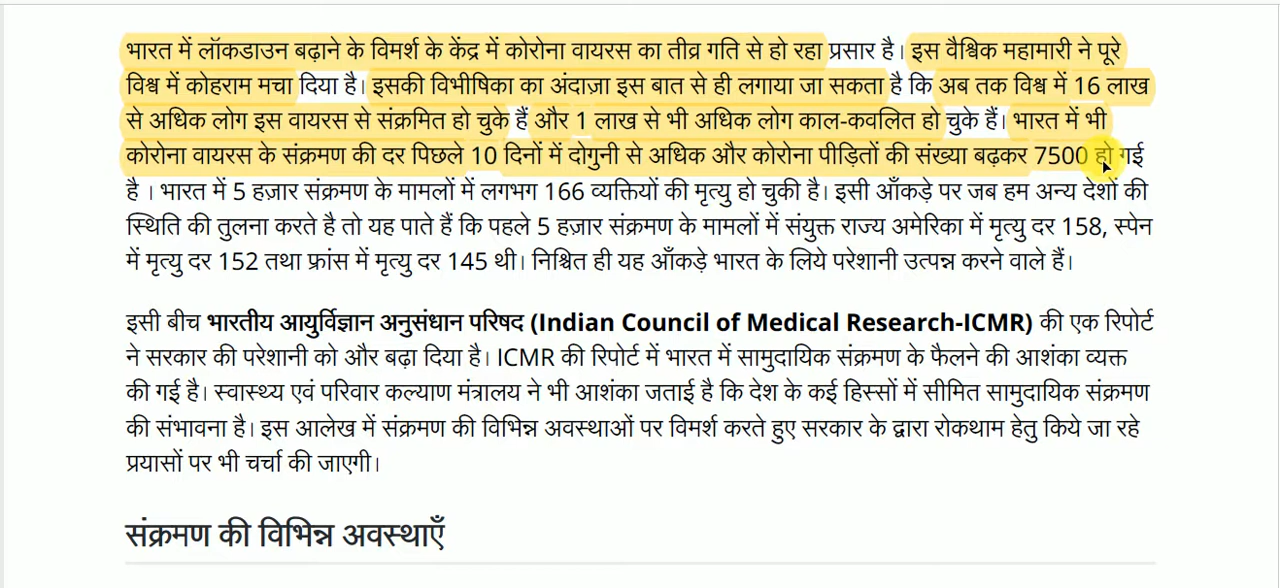 भारत में लॉकडाउन बढ़ाने के विमर्श के केंद्र में कोरोना वायरस का तीव्र गति से हो रहा प्रसार है। इस वैश्विक महामारी ने पूरे
विश्व में कोहराम मचा दिया है। इसकी विभीषिका का अंदाज़ा इस बात से ही लगाया जा सकता है कि अब तक विश्व में 16 लाख
से अधिक लोग इस वायरस से संक्रमित हो चुके हैं और 1 लाख से भी अधिक लोग काल-कवलित हो चुके हैं। भारत में भी
कोरोना वायरस के संक्रमण की दर पिछले 10 दिनों में दोगुनी से अधिक और कोरोना पीड़ितों की संख्या बढ़कर 7500 हो गई
है । भारत में 5 हज़ार संक्रमण के मामलों में लगभग 166 व्यक्तियों की मृत्यु हो चुकी है। इसी आँकड़े पर जब हम अन्य देशों की
स्थिति की तुलना करते है तो यह पाते हैं कि पहले 5 हज़ार संक्रमण के मामलों में संयुक्त राज्य अमेरिका में मृत्यु दर 158, स्पेन
में मृत्यु दर 152 तथा फ्रांस में मृत्यु दर 145 थी। निश्चित ही यह आँकड़े भारत के लिये परेशानी उत्पन्न करने वाले हैं।
इसी बीच भारतीय आयुर्विज्ञान अनुसंधान परिषद (Indian Council of Medical Research-ICMR) की एक रिपोर्ट
ने सरकार की परेशानी को और बढ़ा दिया है। ICMR की रिपोर्ट में भारत में सामुदायिक संक्रमण के फैलने की आशंका व्यक्त
की गई है। स्वास्थ्य एवं परिवार कल्याण मंत्रालय ने भी आशंका जताई है कि देश के कई हिस्सों में सीमित सामुदायिक संक्रमण
की संभावना है। इस आलेख में संक्रमण की विभिन्न अवस्थाओं पर विमर्श करते हुए सरकार के द्वारा रोकथाम हेतु किये जा रहे
प्रयासों पर भी चर्चा की जाएगी।
संक्रमण की विभिन्न अवस्थाएँ